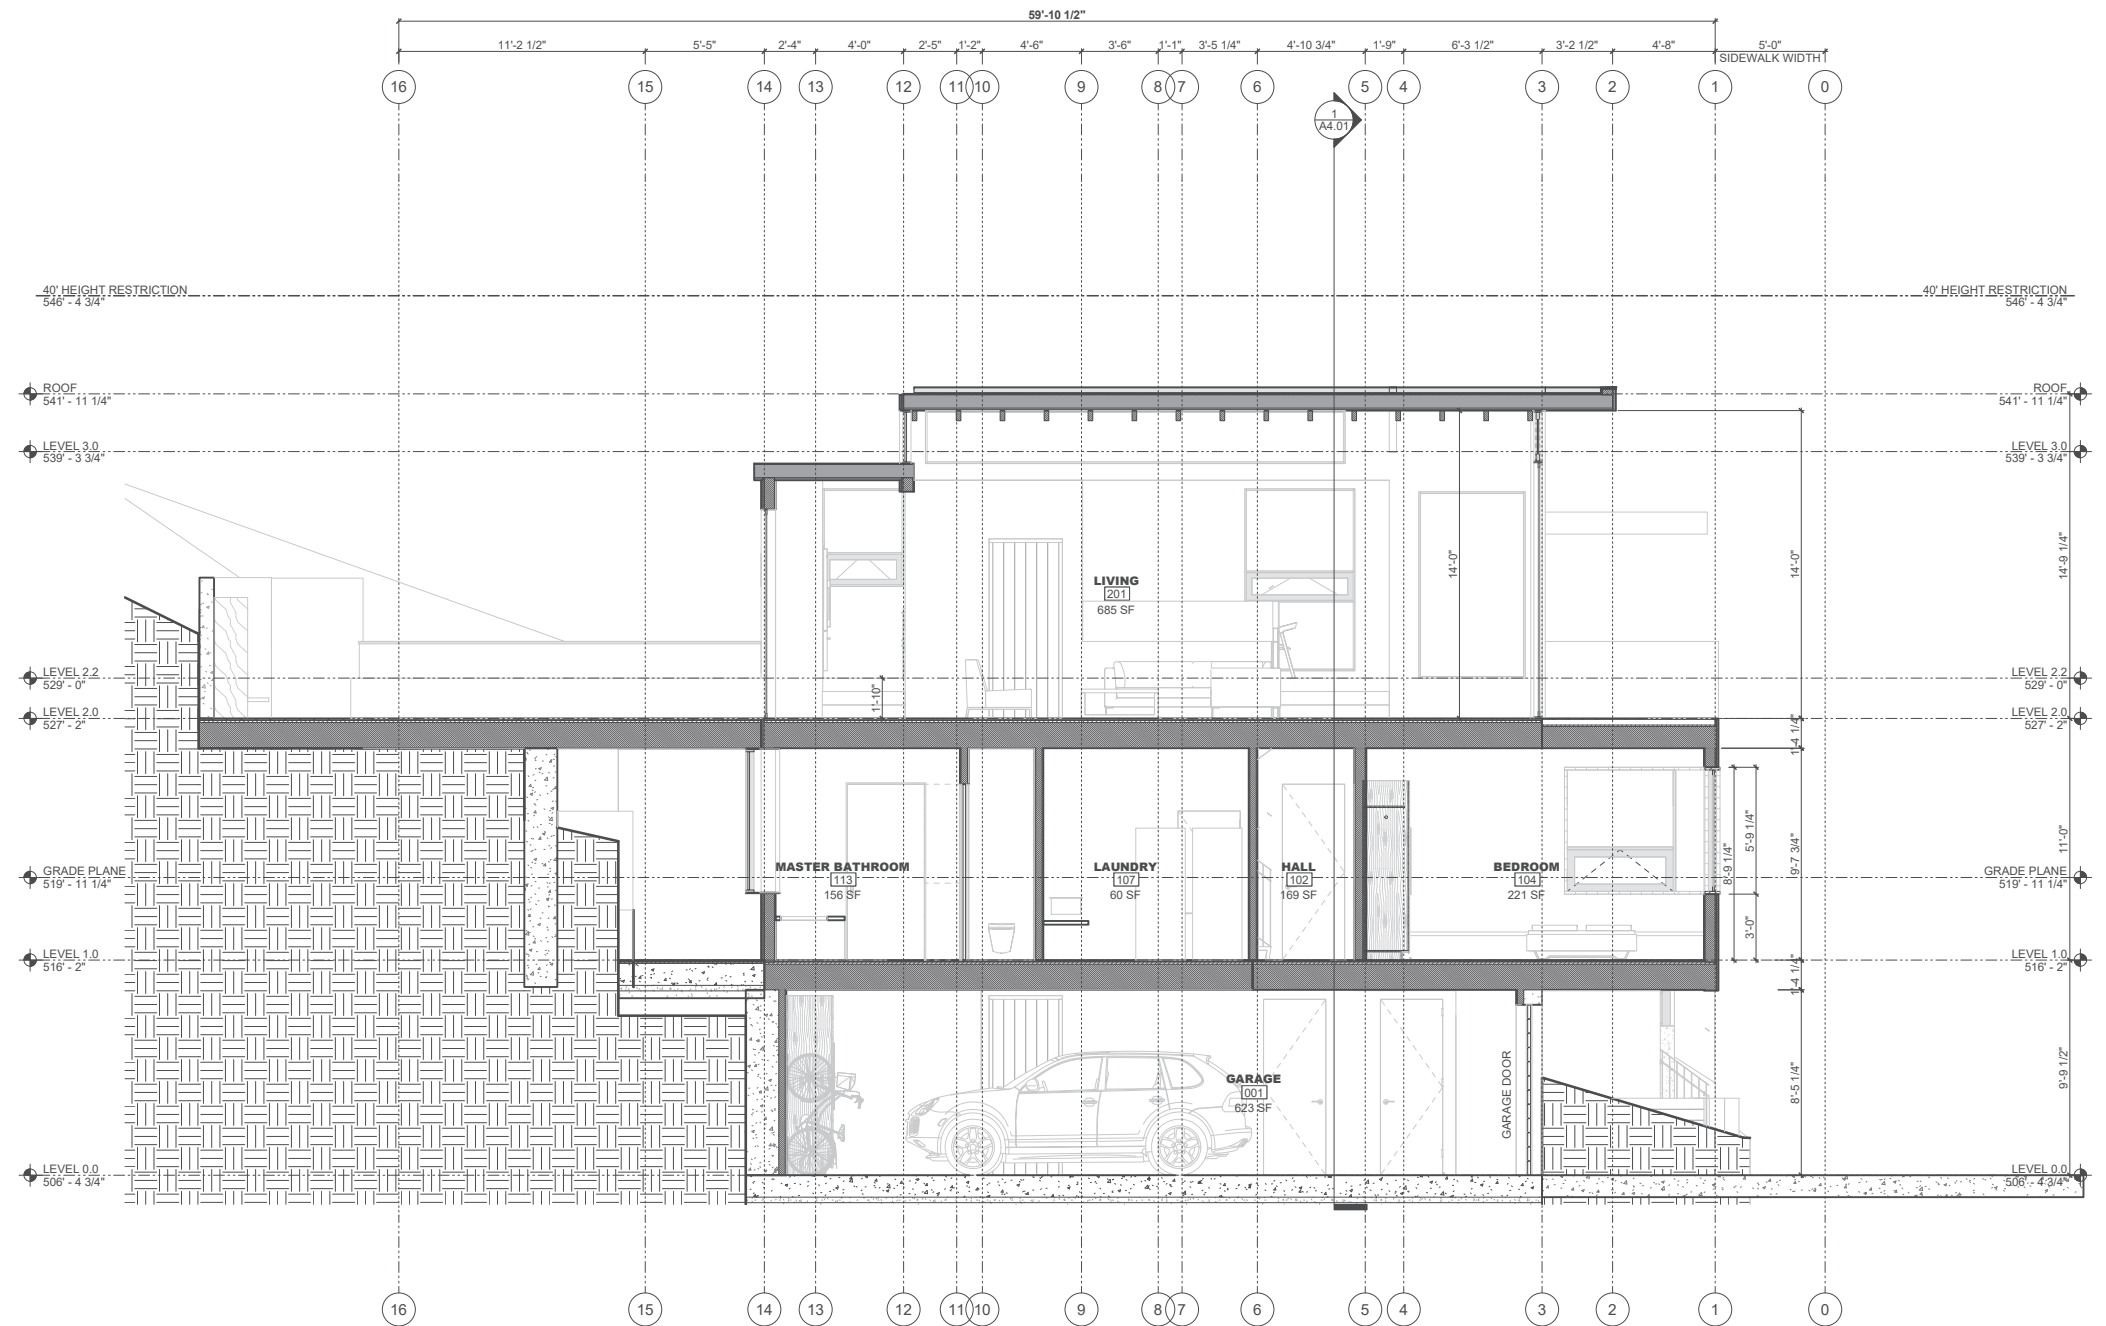 59'-10 1/2"
11'-2 1/2" 5'-5" 2'-4" 4'-0" 2'-5" 1'-2" 4'-6" 3'-6" 1'-1" 3'-5 1/4" 4'-10 3/4" 1'-9" 6'-3 1/2" 3'-2 1/2" 4'-8" 5'-0"
SIDEWALK WIDTH
16 15 14 13 12 11 10 9 8 7 6 5 4 3 2 1 0
1
A4.01
40' HEIGHT RESTRICTION
546' - 4 3/4"
40' HEIGHT RESTRICTION
546' - 4 3/4"
ROOF
541' - 11 1/4"
ROOF
541' - 11 1/4"
LEVEL 3.0
539' - 3 3/4"
LEVEL 3.0
539' - 3 3/4"
14'-0"
14'-0"
14'-9 1/4"
LIVING
201
685 SF
LEVEL 2.2
529' - 0"
LEVEL 2.2
529' - 0"
1'-10"
LEVEL 2.0
527' - 2"
LEVEL 2.0
527' - 2"
1'-4 1/4"
5'-9 1/4"
8'-9 1/4"
9'-7 3/4"
11'-0"
GRADE PLANE
519' - 11 1/4"
MASTER BATHROOM
113
156 SF
LAUNDRY
107
60 SF
HALL
102
169 SF
BEDROOM
104
221 SF
GRADE PLANE
519' - 11 1/4"
3'-0"
LEVEL 1.0
516' - 2"
LEVEL 1.0
516' - 2"
1'-4 1/4"
GARAGE
001
623 SF
GARAGE DOOR
8'-5 1/4"
9'-9 1/2"
LEVEL 0.0
506' - 4 3/4"
LEVEL 0.0
506' - 4 3/4"
16 15 14 13 12 11 10 9 8 7 6 5 4 3 2 1 0